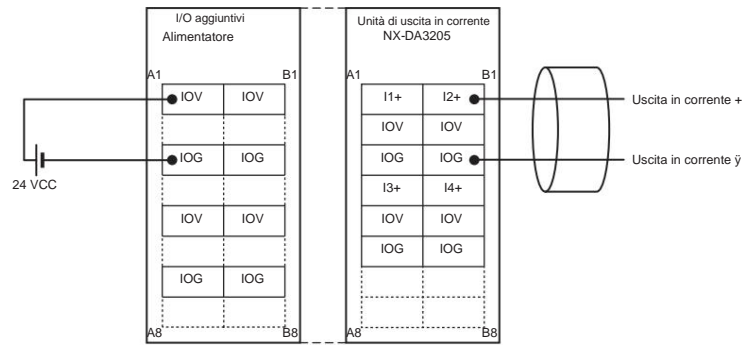 I/O aggiuntivi
Alimentatore
A1 B1
IOV IOV
IOG IOG
IOV IOV
IOG IOG
A8 B8
24 VCC
Unità di uscita in corrente
NX-DA3205
A1 B1
I1+ I2+
IOV IOV
IOG IOG
I3+ I4+
IOV IOV
IOG IOG
A8 B8
Uscita in corrente +
Uscita in corrente ÿ